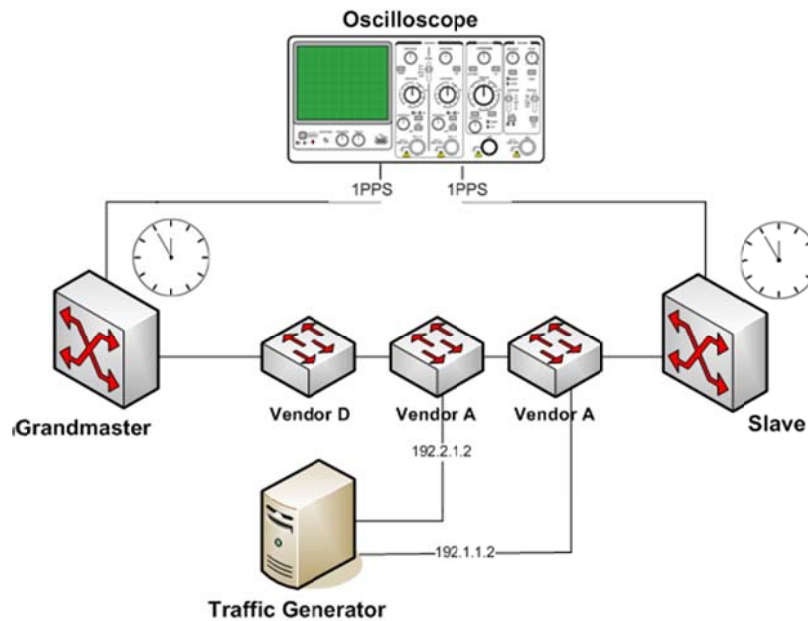 Oscilloscope
1PPS
1PPS
Grandmaster
Vendor D
Vendor A
Vendor A
Slave
192.2.1.2
192.1.1.2
Traffic Generator